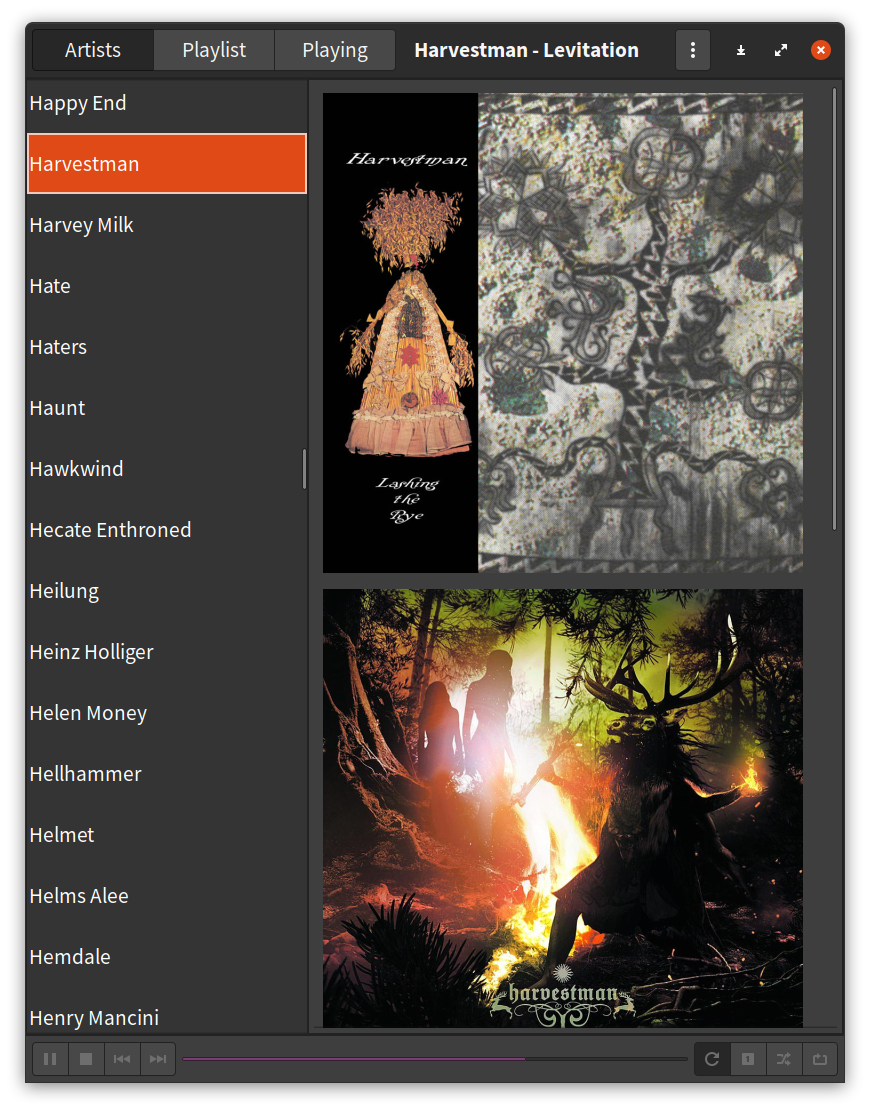 Artists Playlist Playing Harvestman - Levitation
Happy End
Harvestman
Harvey Milk
Hate
Haters
Haunt
Hawkwind
Hecate Enthroned
Heilung
Heinz Holliger
Helen Money
Hellhammer
Helmet
Helms Alee
Hemdale
Henry Mancini
Harvestman
Lashing
the
Rye
harvestman
1